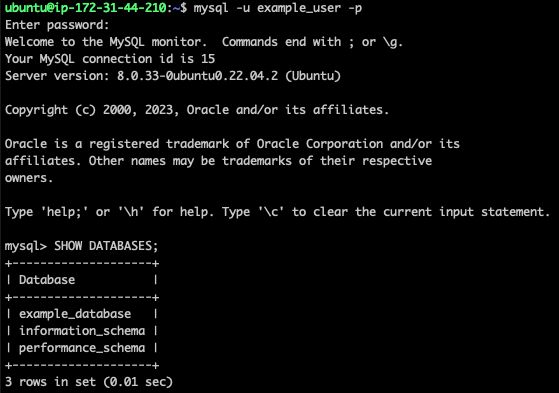 ubuntu@ip-172-31-44-210:~$ mysql -u example_user -p
Enter password:
Welcome to the MySQL monitor.  Commands end with ; or \g.
Your MySQL connection id is 15
Server version: 8.0.33-0ubuntu0.22.04.2 (Ubuntu)

Copyright (c) 2000, 2023, Oracle and/or its affiliates.

Oracle is a registered trademark of Oracle Corporation and/or its
affiliates. Other names may be trademarks of their respective
owners.

Type 'help;' or '\h' for help. Type '\c' to clear the current input statement.

mysql> SHOW DATABASES;
+--------------------+
| Database           |
+--------------------+
| example_database   |
| information_schema |
| performance_schema |
+--------------------+
3 rows in set (0.01 sec)